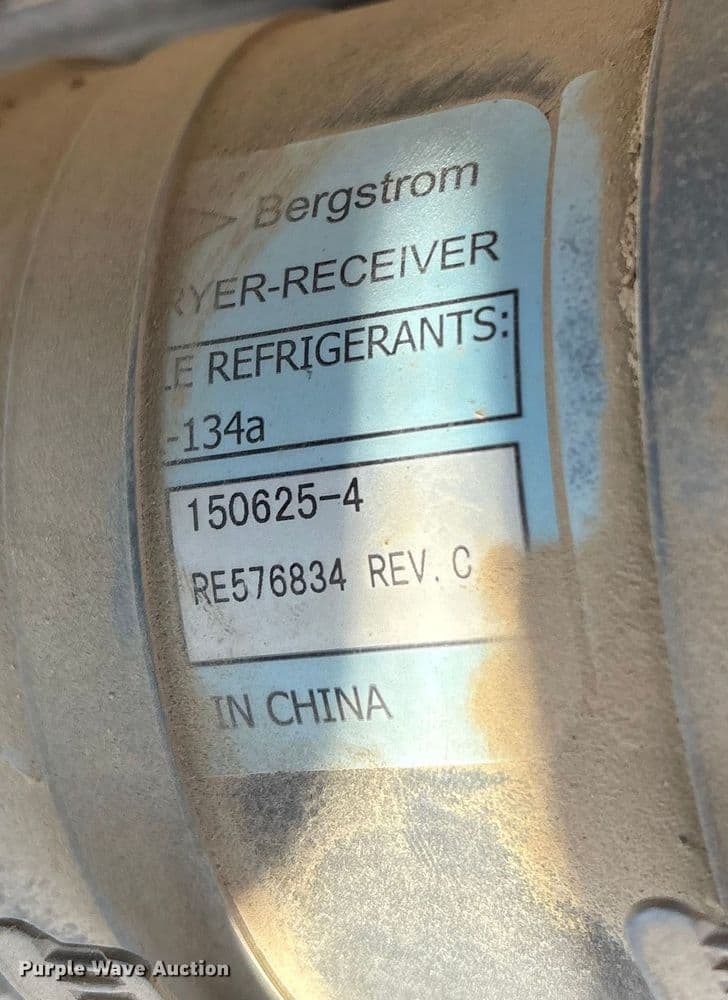 Bergstrom
RYER-RECEIVER
LE REFRIGERANTS:
-134a
150625-4
RE576834 REV. C
IN CHINA
Purple Wave Auction